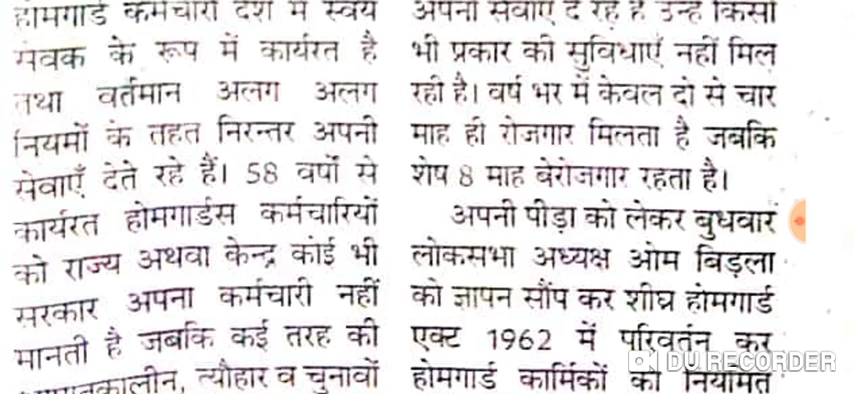 होमगार्ड कर्मचारी देश में स्वयं
सेवक के रूप में कार्यरत है
तथा वर्तमान अलग अलग
नियमों के तहत निरन्तर अपनी
सेवाएँ देते रहे हैं। 58 वर्षों से
कार्यरत होमगार्डस कर्मचारियों
को राज्य अथवा केन्द्र कोई भी
सरकार अपना कर्मचारी नहीं
मानती है जबकि कई तरह की
त्यौहार व चुनावों
अपनी सेवाएं दे रहे हैं उन्हें किसी
भी प्रकार की सुविधाएँ नहीं मिल
रही है। वर्ष भर में केवल दो से चार
माह ही रोजगार मिलता है जबकि
शेष 8 माह बेरोजगार रहता है।
अपनी पीड़ा को लेकर बुधवार
लोकसभा अध्यक्ष ओम बिड़ला
को ज्ञापन सौंप कर शीघ्र होमगार्ड
एक्ट 1962 में परिवर्तन कर
होमगार्ड कार्मिकों को नियमित
DU RECORDER